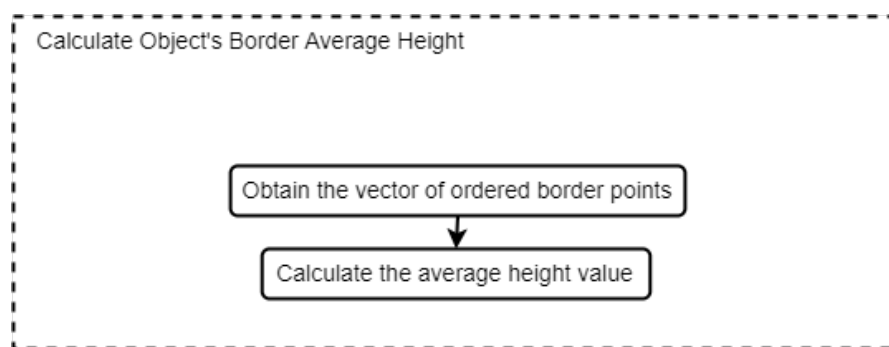 Calculate Object's Border Average Height
Obtain the vector of ordered border points
Calculate the average height value